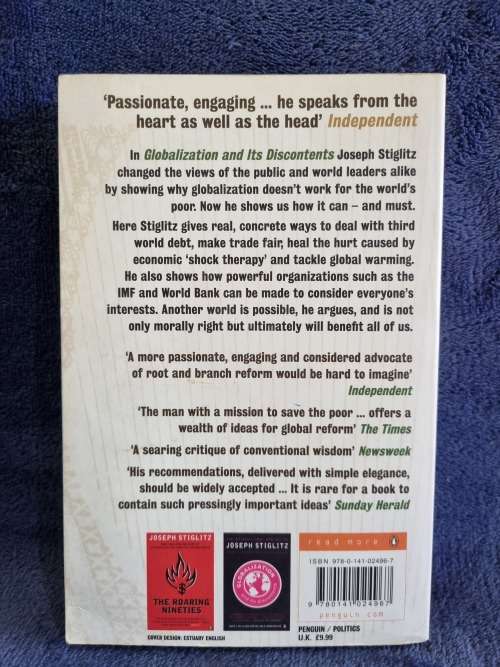 ‘Passionate, engaging ... he speaks from the
heart as well as the head’ Independent
In Globalization and Its Discontents Joseph Stiglitz
changed the views of the public and world leaders alike
by showing why globalization doesn’t work for the world’s
poor. Now he shows us how it can – and must.
Here Stiglitz gives real, concrete ways to deal with third
world debt, make trade fair, heal the hurt caused by
economic ‘shock therapy’ and tackle global warming.
He also shows how powerful organizations such as the
IMF and World Bank can be made to consider everyone’s
interests. Another world is possible, he argues, and is
not only morally right but ultimately will benefit all of us.
‘A more passionate, engaging and considered advocate
of root and branch reform would be hard to imagine’
Independent
‘The man with a mission to save the poor ... offers a
wealth of ideas for global reform’ The Times
‘A searing critique of conventional wisdom’ Newsweek
‘His recommendations, delivered with simple elegance,
should be widely accepted ... It is rare for a book to
contain such pressingly important ideas’ Sunday Herald
JOSEPH STIGLITZ
THE ROARING
NINETIES
JOSEPH STIGLITZ
GLOBALIZATION
read more
ISBN 978-0-141-02496-7
9 780141 024967
penguin.com
COVER DESIGN: ESTUARY ENGLISH
PENGUIN / POLITICS
U.K. £9.99